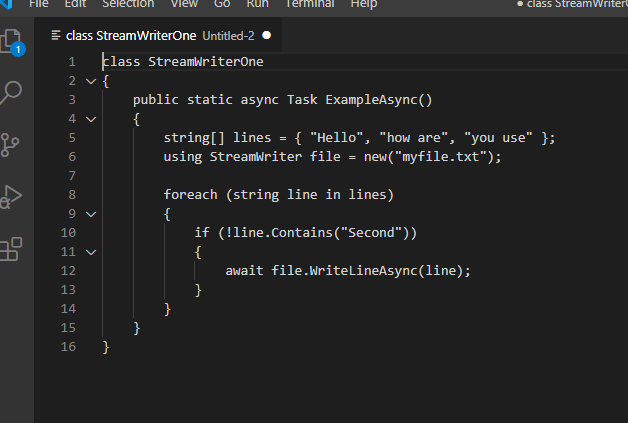 File Edit Selection View Go Run Terminal Help ● class StreamWriterO
class StreamWriterOne Untitled-2 ●
1
1 class StreamWriterOne
2 {
3     public static async Task ExampleAsync()
4     {
5         string[] lines = { "Hello", "how are", "you use" };
6         using StreamWriter file = new("myfile.txt");
7
8         foreach (string line in lines)
9         {
10             if (!line.Contains("Second"))
11             {
12                 await file.WriteLineAsync(line);
13             }
14         }
15     }
16 }